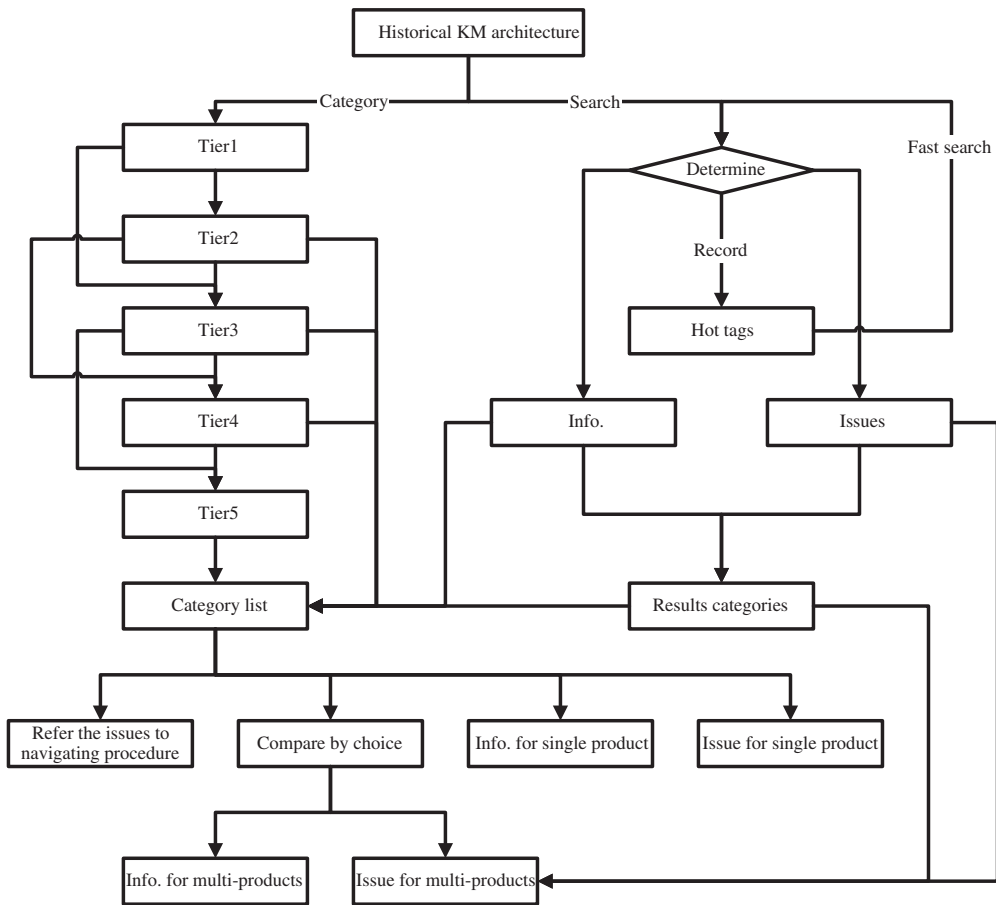 Historical KM architecture
Category
Search
Tier1
Fast search
Determine
Tier2
Record
Tier3
Hot tags
Tier4
Info.
Issues
Tier5
Category list
Results categories
Refer the issues to
navigating procedure
Compare by choice
Info. for single product
Issue for single product
Info. for multi-products
Issue for multi-products